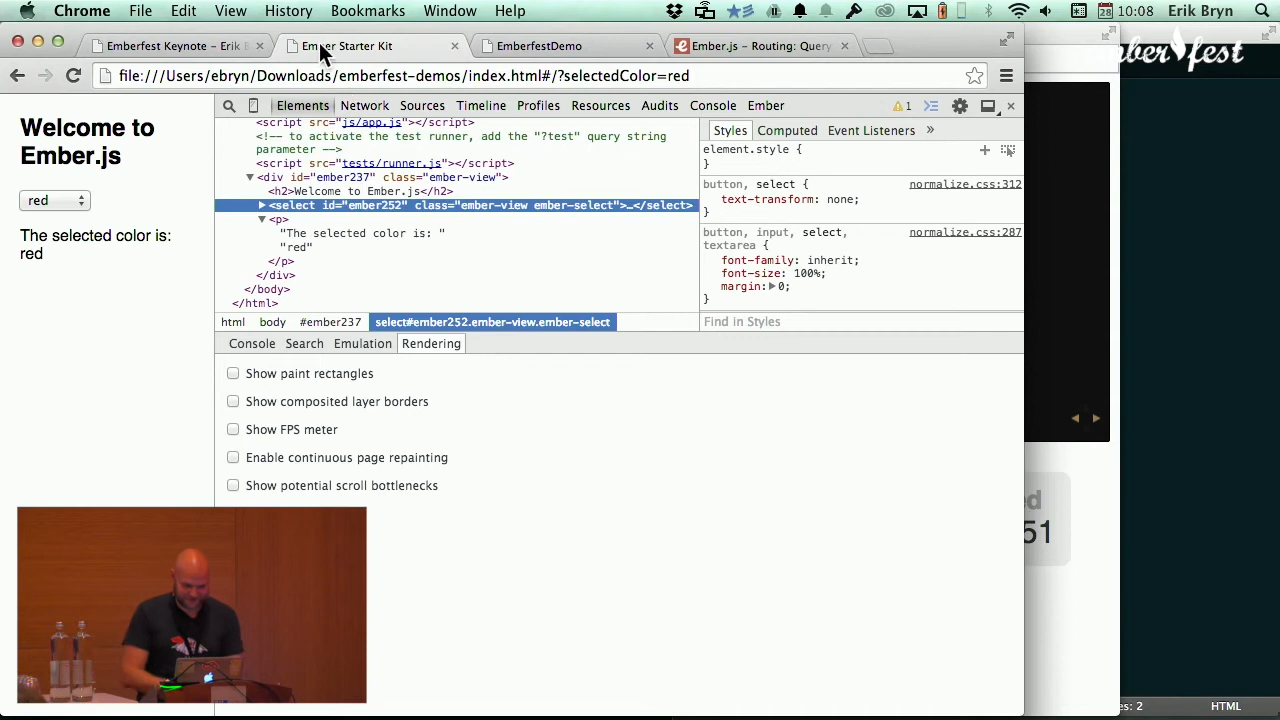 Chrome File Edit View History Bookmarks Window Help 28 10:08 Erik Bryn
Emberfest Keynote – Erik B
Ember Starter Kit
EmberfestDemo
Ember.js – Routing: Query
ember fest
file:///Users/ebryn/Downloads/emberfest-demos/index.html#/?selectedColor=red
Elements Network Sources Timeline Profiles Resources Audits Console Ember 1
Welcome to
Ember.js
red
The selected color is:
red
<script src="js/app.js"></script>
<!-- to activate the test runner, add the "?test" query string
parameter -->
<script src="tests/runner.js"></script>
<div id="ember237" class="ember-view">
<h2>Welcome to Ember.js</h2>
<select id="ember252" class="ember-view ember-select">…</select>
<p>
"The selected color is: "
"red"
</p>
</div>
</body>
</html>
html body #ember237 select#ember252.ember-view.ember-select
Styles Computed Event Listeners »
element.style {
}
button, select { normalize.css:312
text-transform: none;
}
button, input, select, normalize.css:287
textarea {
font-family: inherit;
font-size: 100%;
margin: 0;
}
Find in Styles
Console Search Emulation Rendering
Show paint rectangles
Show composited layer borders
Show FPS meter
Enable continuous page repainting
Show potential scroll bottlenecks
ed
51
es: 2 HTML